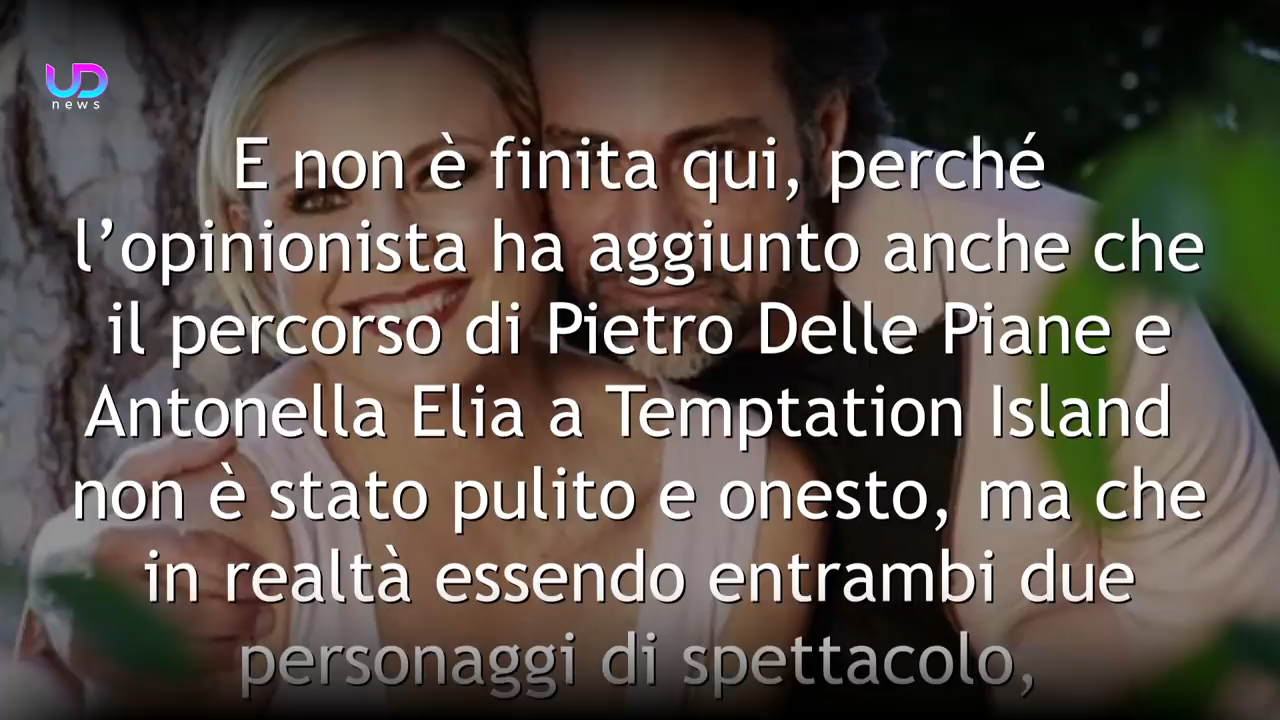 UD
news
E non è finita qui, perché
l’opinionista ha aggiunto anche che
il percorso di Pietro Delle Piane e
Antonella Elia a Temptation Island
non è stato pulito e onesto, ma che
in realtà essendo entrambi due
personaggi di spettacolo,